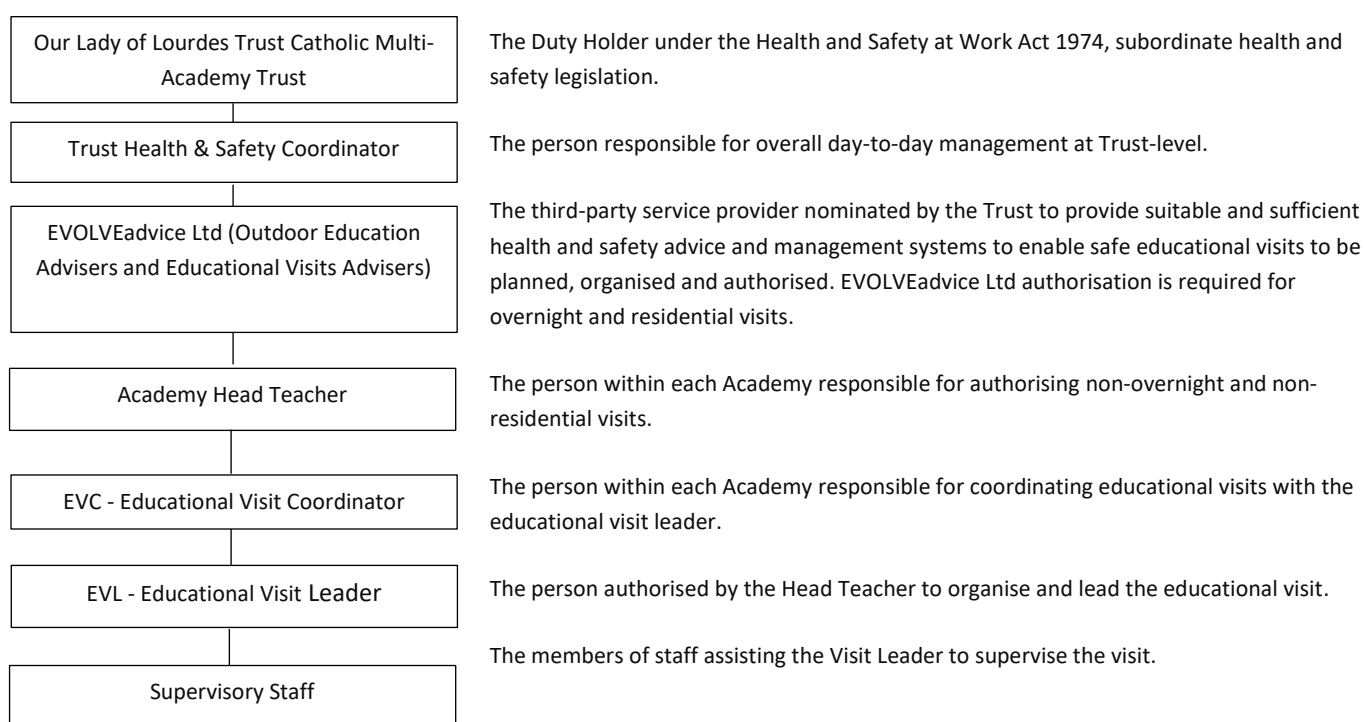 Our Lady of Lourdes Trust Catholic Multi-
Academy Trust
The Duty Holder under the Health and Safety at Work Act 1974, subordinate health and
safety legislation.
Trust Health & Safety Coordinator
The person responsible for overall day-to-day management at Trust-level.
EVOLVEadvice Ltd (Outdoor Education
Advisers and Educational Visits Advisers)
The third-party service provider nominated by the Trust to provide suitable and sufficient
health and safety advice and management systems to enable safe educational visits to be
planned, organised and authorised. EVOLVEadvice Ltd authorisation is required for
overnight and residential visits.
Academy Head Teacher
The person within each Academy responsible for authorising non-overnight and non-
residential visits.
EVC - Educational Visit Coordinator
The person within each Academy responsible for coordinating educational visits with the
educational visit leader.
EVL - Educational Visit Leader
The person authorised by the Head Teacher to organise and lead the educational visit.
Supervisory Staff
The members of staff assisting the Visit Leader to supervise the visit.